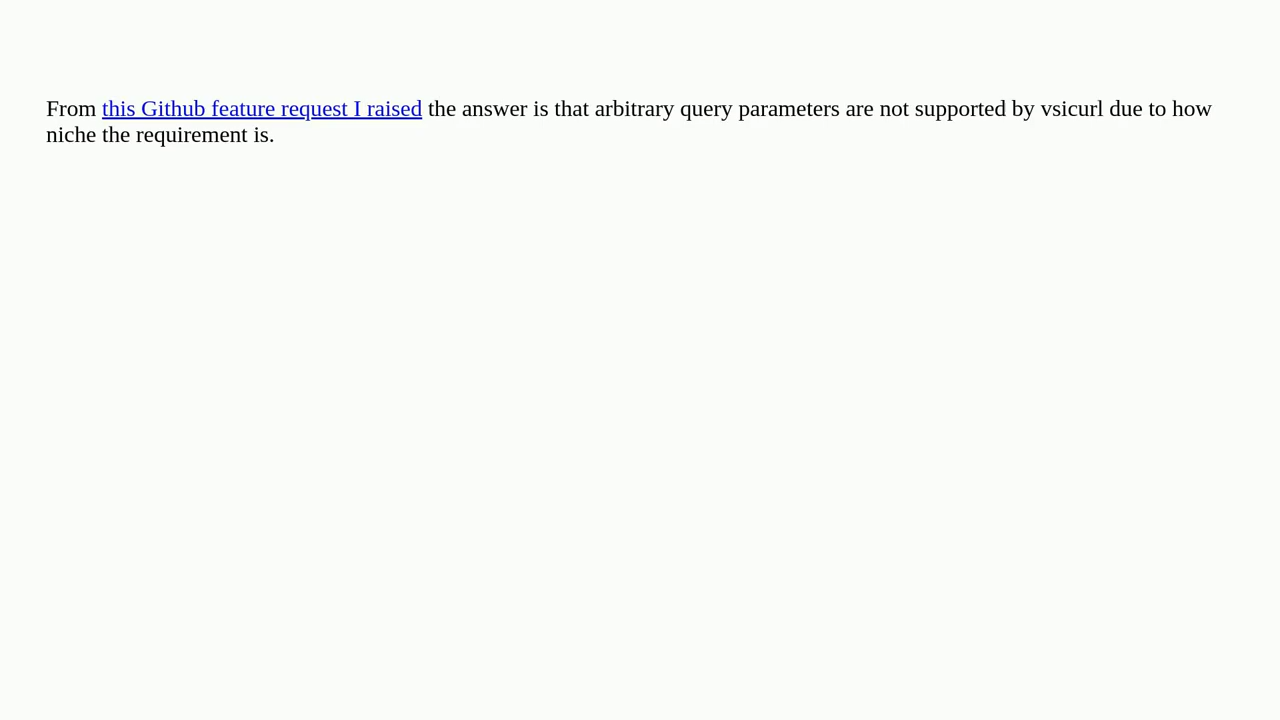 From this Github feature request I raised the answer is that arbitrary query parameters are not supported by vsicurl due to how
niche the requirement is.